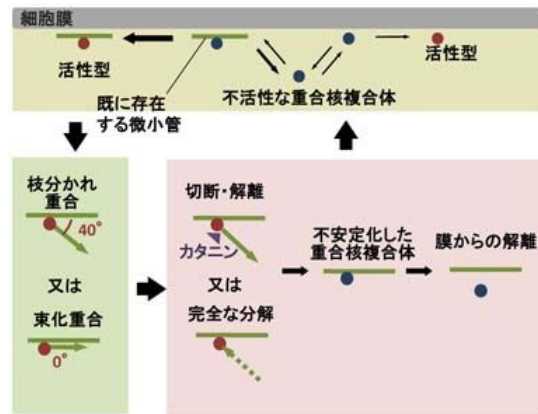 細胞膜
活性型
既に存在
する微小管
不活性な重合核複合体
活性型
枝分かれ
重合
40°
又は
束化重合
0°
切断・解離
カタニン
又は
完全な分解
不安定化した
重合核複合体
膜からの解離